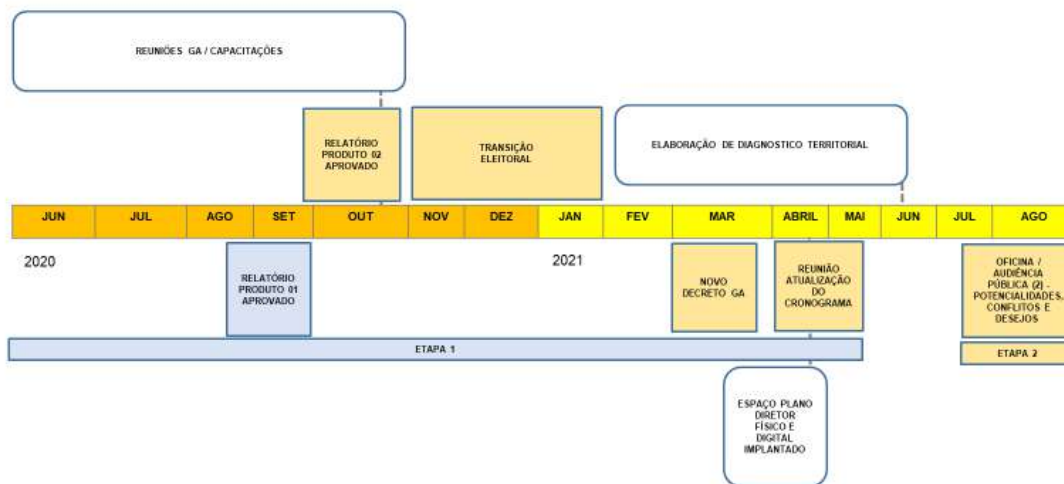 REUNIÕES GA / CAPACITAÇÕES
RELATÓRIO
PRODUTO 02
APROVADO
TRANSIÇÃO
ELEITORAL
ELABORAÇÃO DE DIAGNOSTICO TERRITORIAL
JUN JUL AGO SET OUT NOV DEZ JAN FEV MAR ABRIL MAI JUN JUL AGO
2020
2021
RELATÓRIO
PRODUTO 01
APROVADO
NOVO
DECRETO GA
REUNIÃO
ATUALIZAÇÃO
DO
CRONOGRAMA
OFICINA /
AUDIÊNCIA
PÚBLICA (2) -
POTENCIALIDADES,
CONFLITOS E
DESEJOS
ETAPA 1
ETAPA 2
ESPAÇO PLANO
DIRETOR
FÍSICO E
DIGITAL
IMPLANTADO